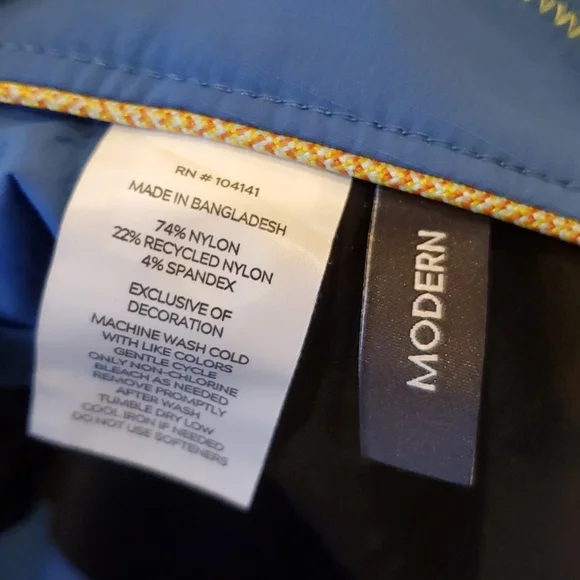 RN # 104141
MADE IN BANGLADESH
74% NYLON
22% RECYCLED NYLON
4% SPANDEX
EXCLUSIVE OF
DECORATION
MACHINE WASH COLD
WITH LIKE COLORS
GENTLE CYCLE
ONLY NON-CHLORINE
BLEACH AS NEEDED
REMOVE PROMPTLY
AFTER WASH
TUMBLE DRY LOW
COOL IRON IF NEEDED
DO NOT USE SOFTENERS
MODERN